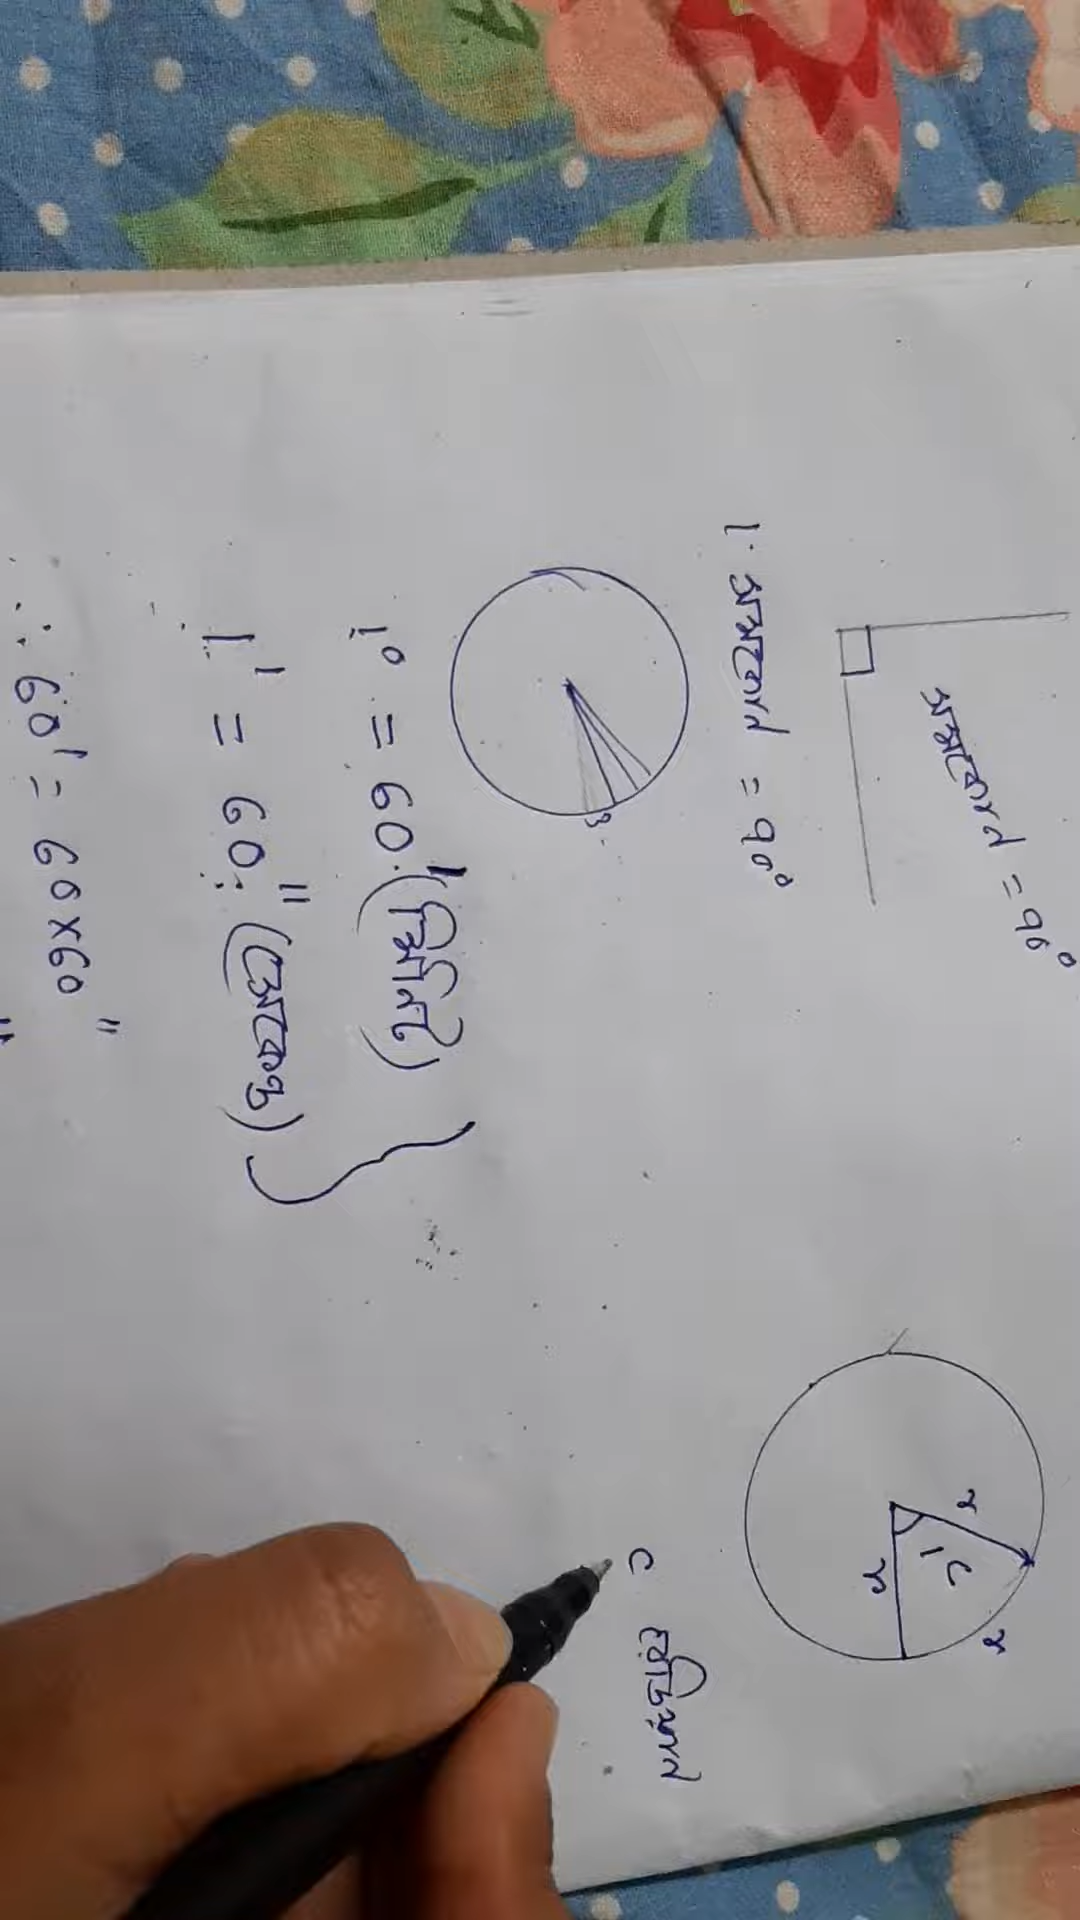 সমকোণ = 90°
1 সমকোণ = 90°
1° = 60' (মিনিট)
1' = 60" (সেকেন্ড)
∴ 60' = 60×60"
r
r
r
1c
c রেডিয়ান